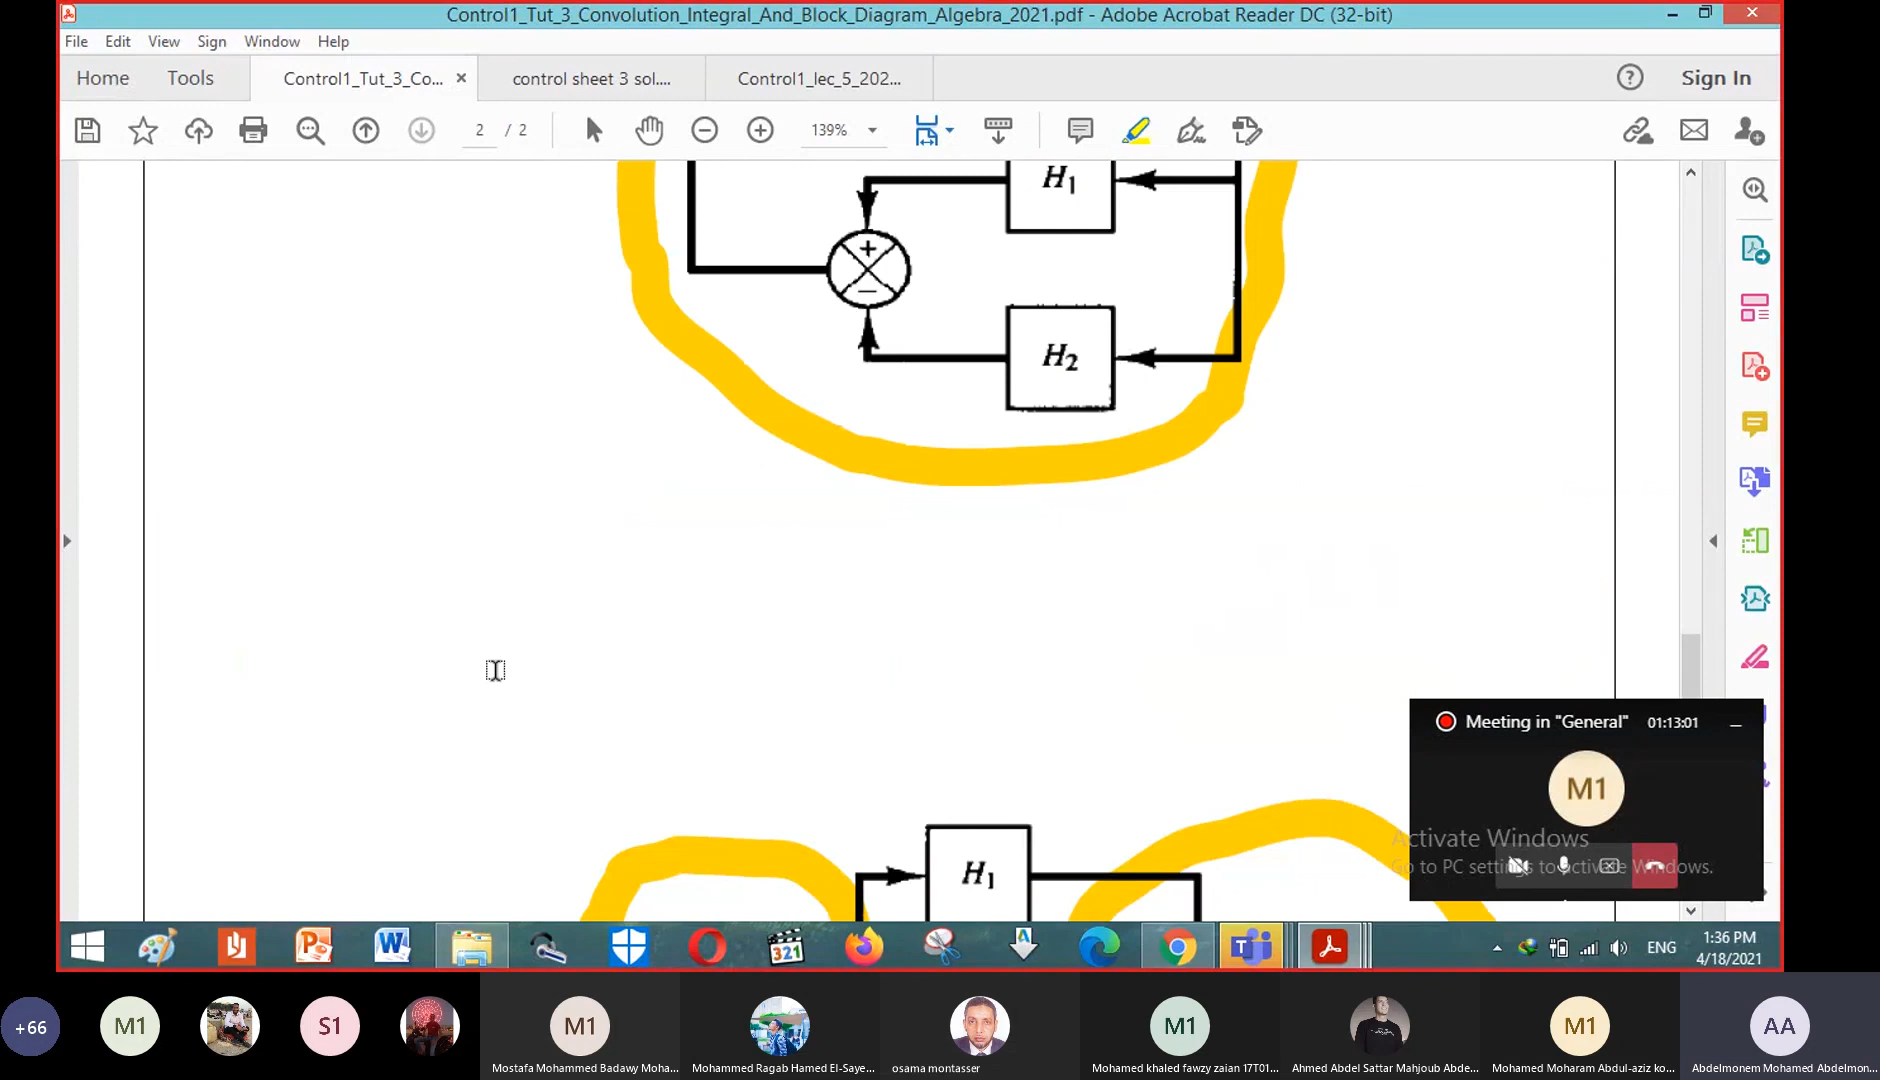 Control1_Tut_3_Convolution_Integral_And_Block_Diagram_Algebra_2021.pdf - Adobe Acrobat Reader DC (32-bit)
File Edit View Sign Window Help
Home Tools Control1_Tut_3_Co... control sheet 3 sol.... Control1_lec_5_202... Sign In
2 / 2 139%
H1
+
−
H2
Meeting in "General" 01:13:01
M1
Activate Windows
Go to PC settings to activate Windows.
H1
321
ENG
1:36 PM
4/18/2021
+66 M1 S1 M1 M1 M1 AA
Mostafa Mohammed Badawy Moha... Mohammed Ragab Hamed El-Saye... osama montasser Mohamed khaled fawzy zaian 17T01... Ahmed Abdel Sattar Mahjoub Abde... Mohamed Moharam Abdul-aziz ko... Abdelmonem Mohamed Abdelmon...